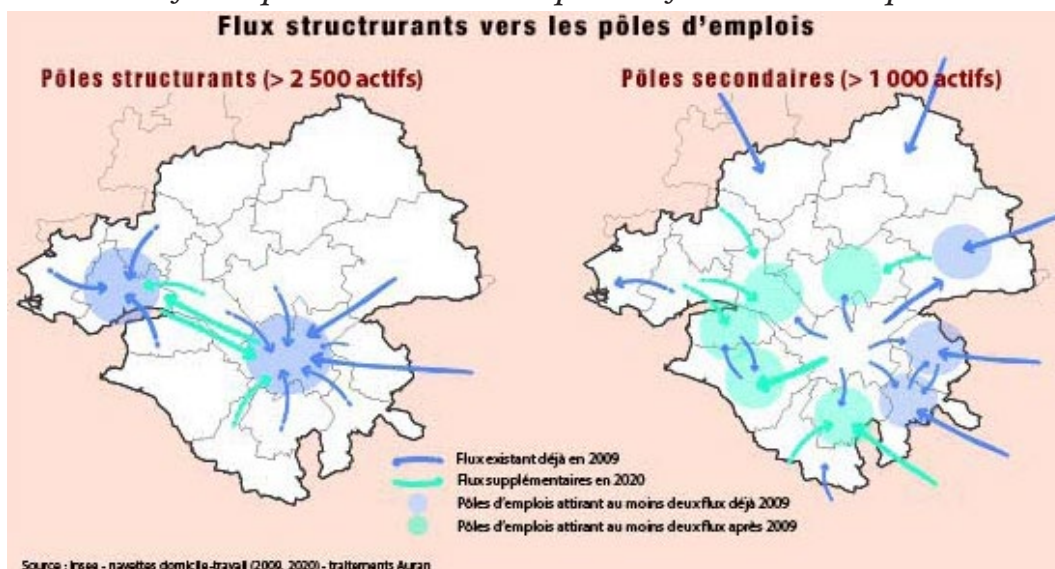 Flux structrurants vers les pôles d'emplois
Pôles structurants (> 2 500 actifs)
Pôles secondaires (> 1 000 actifs)
Flux existant déjà en 2009
Flux supplémentaires en 2020
Pôles d'emplois attirant au moins deux flux déjà 2009
Pôles d'emplois attirant au moins deux flux après 2009
Source : Insee - navettes domicile-travail (2009, 2020) - traitements Auran